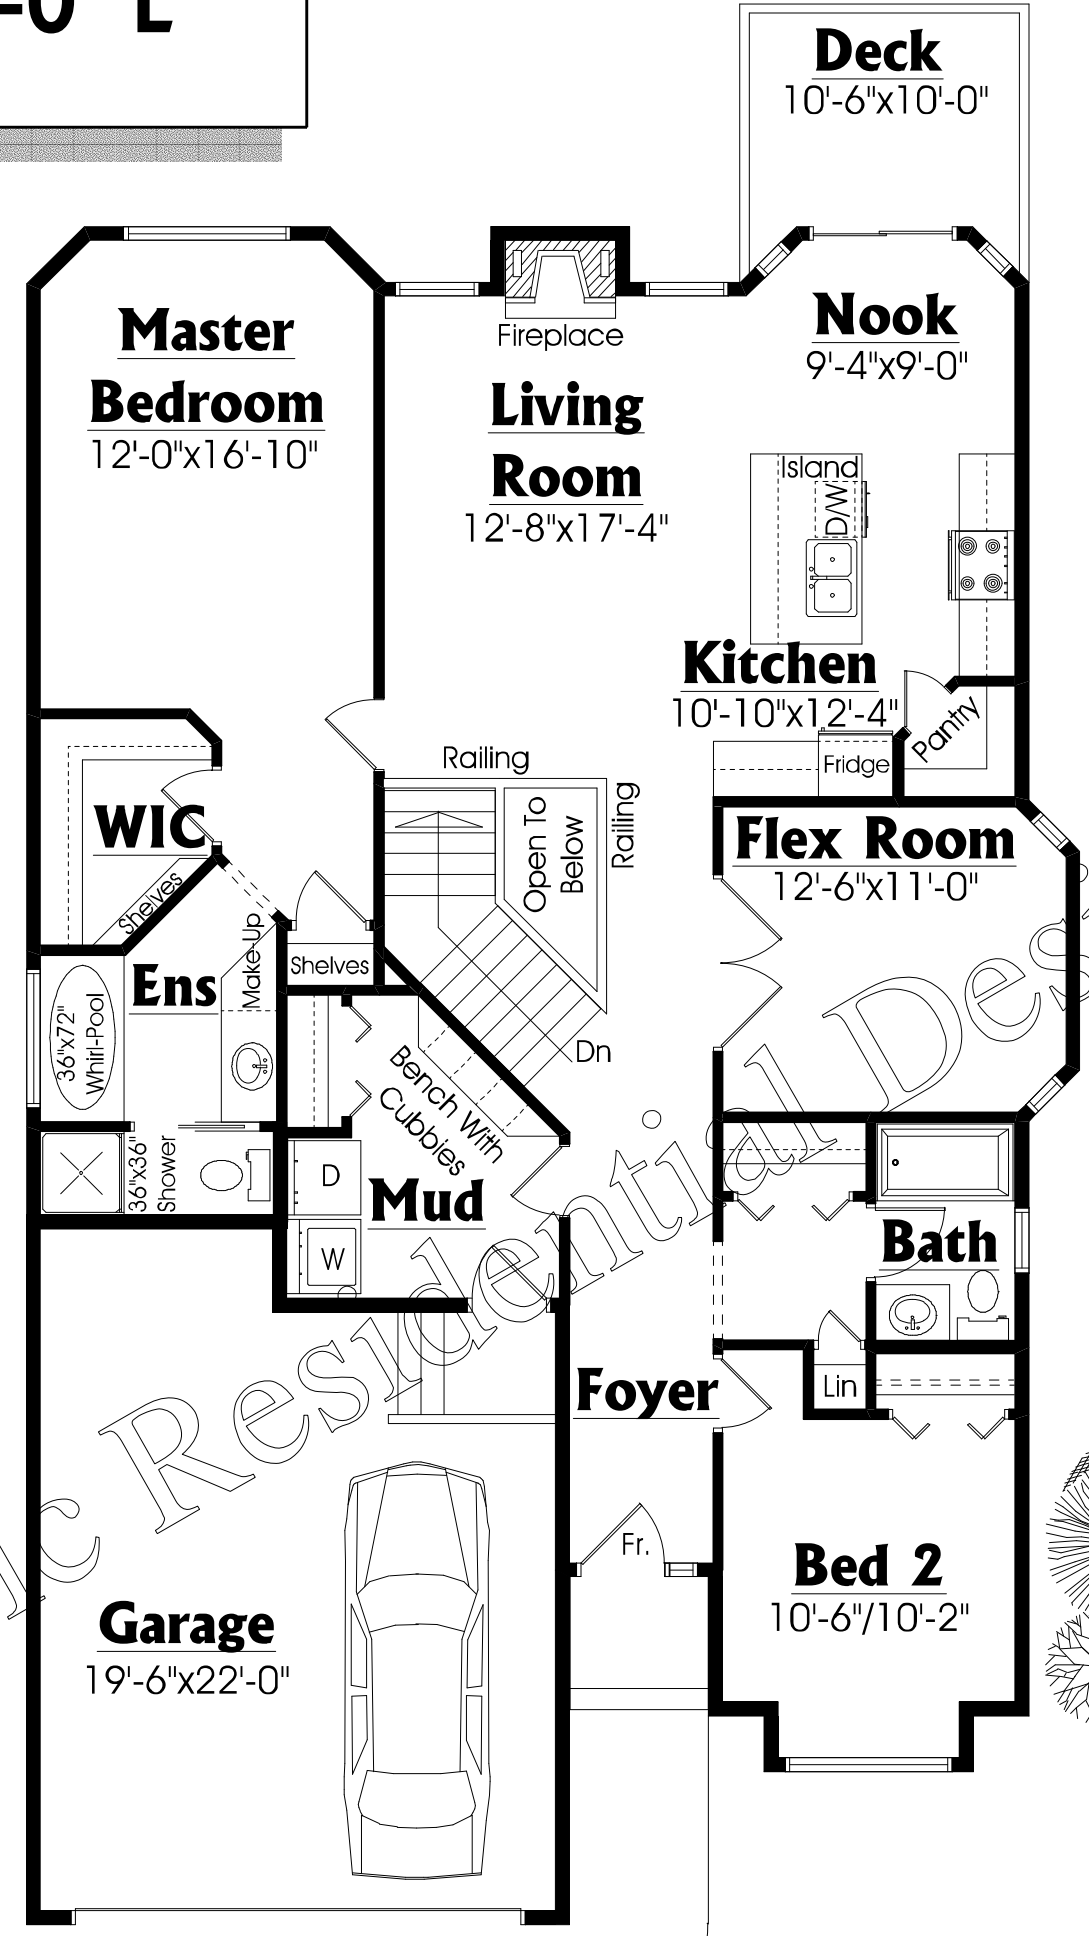 -0" L
Deck
10'-6"x10'-0"
Master
Bedroom
12'-0"x16'-10"
Fireplace
Living
Room
12'-8"x17'-4"
Nook
9'-4"x9'-0"
Island
D/W
Kitchen
10'-10"x12'-4"
Fridge
Pantry
Railing
Railing
Open To
Below
WIC
Shelves
Flex Room
12'-6"x11'-0"
Make-Up
Shelves
Ens
36"x72"
Whirl-Pool
Dn
Bench With
Cubbies
36"x36"
Shower
D
W
Mud
Bath
Lin
Foyer
Fr.
Bed 2
10'-6"/10'-2"
Garage
19'-6"x22'-0"
ic Residential Des